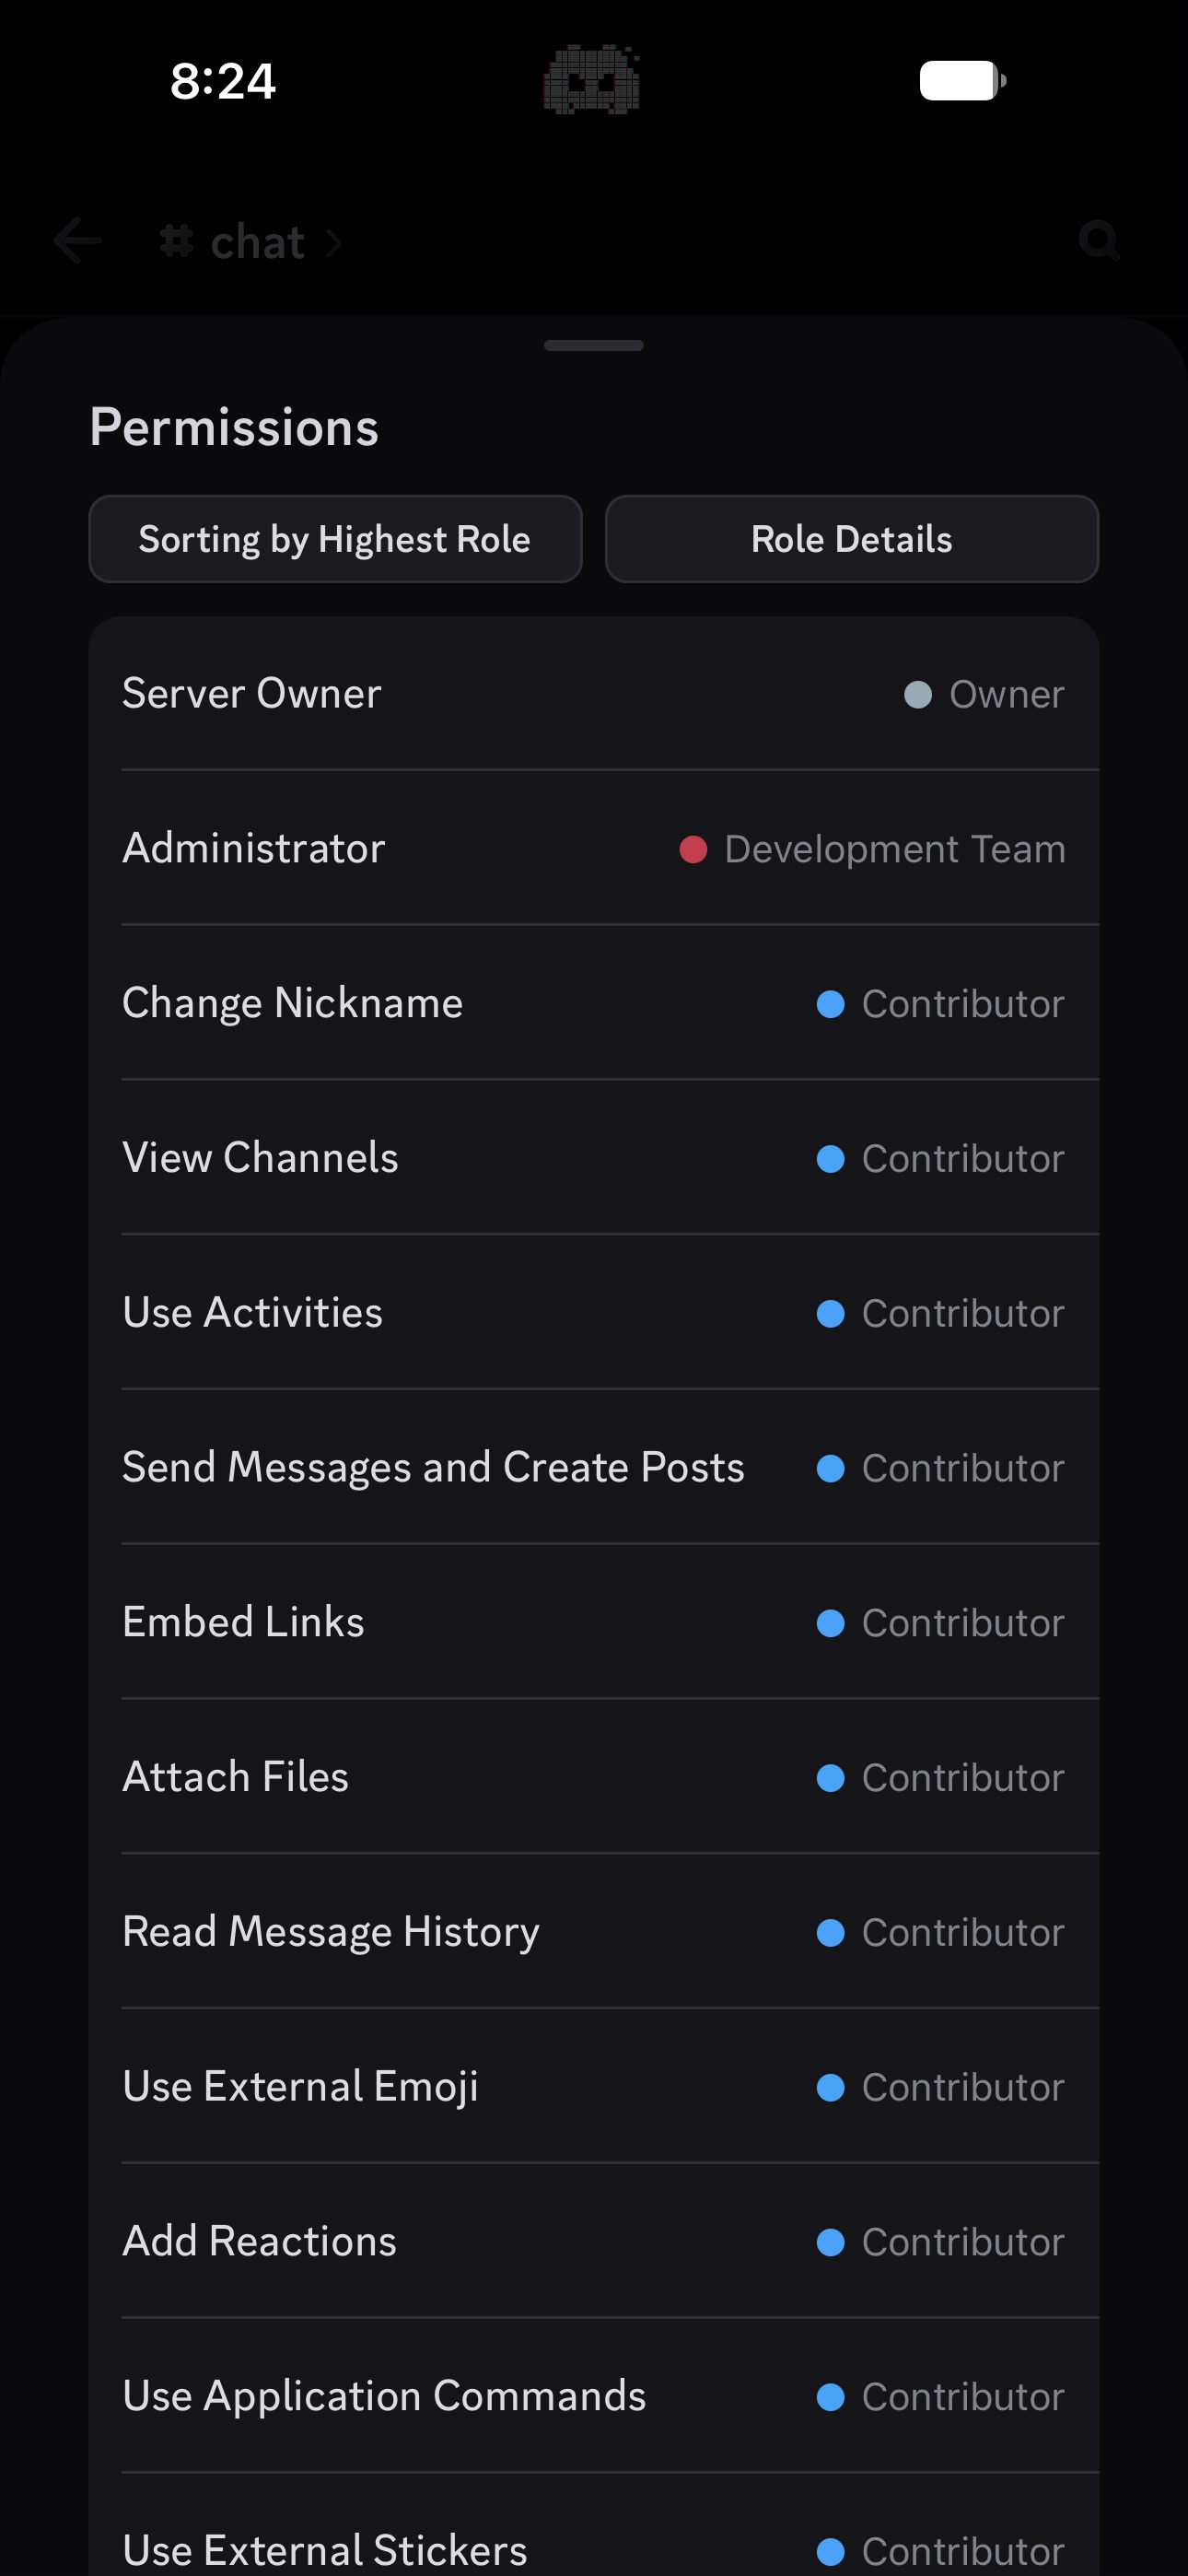 8:24
chat
Permissions
Sorting by Highest Role
Role Details
Server Owner
Owner
Administrator
Development Team
Change Nickname
Contributor
View Channels
Contributor
Use Activities
Contributor
Send Messages and Create Posts
Contributor
Embed Links
Contributor
Attach Files
Contributor
Read Message History
Contributor
Use External Emoji
Contributor
Add Reactions
Contributor
Use Application Commands
Contributor
Use External Stickers
Contributor